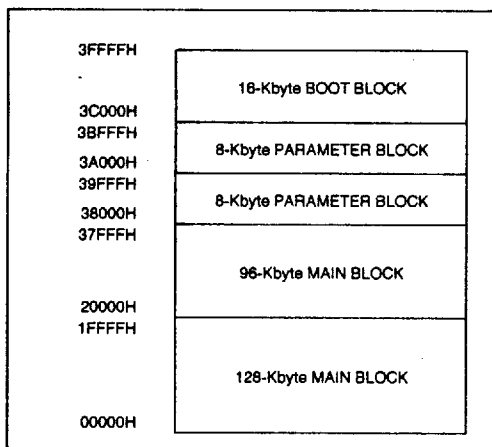 3FFFFH
16-Kbyte BOOT BLOCK
3C000H
3BFFFH
8-Kbyte PARAMETER BLOCK
3A000H
39FFFH
8-Kbyte PARAMETER BLOCK
38000H
37FFFH
96-Kbyte MAIN BLOCK
20000H
1FFFFH
128-Kbyte MAIN BLOCK
00000H